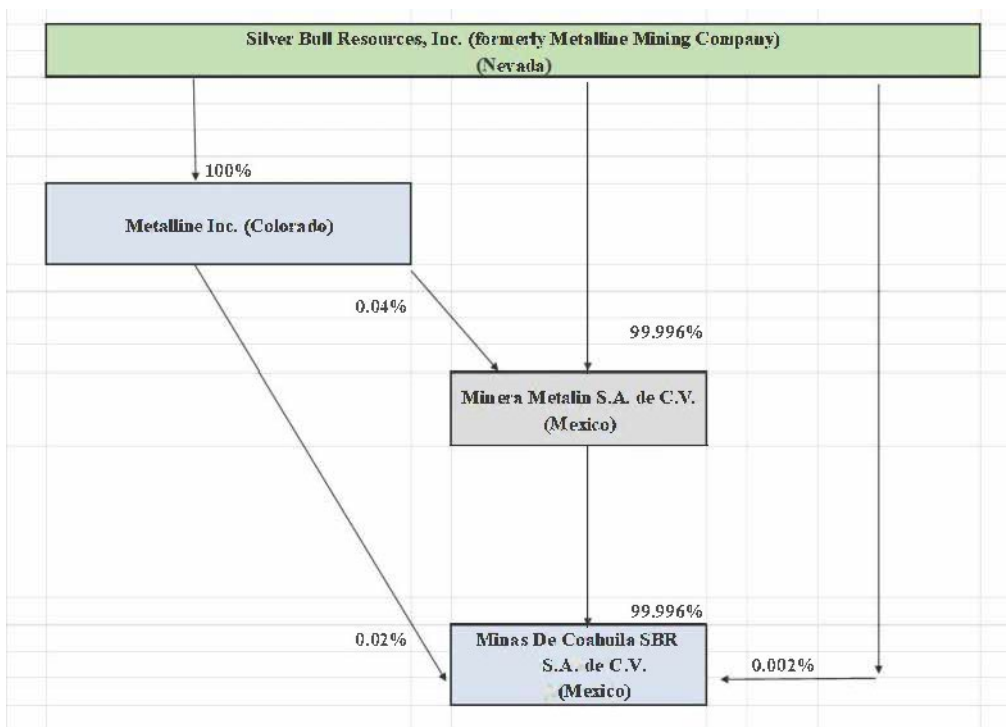 Silver Bull Resources, Inc. (formerly Metalline Mining Company)
(Nevada)
100%
Metalline Inc. (Colorado)
0.04%
99.996%
Minera Metalin S.A. de C.V.
(Mexico)
99.996%
0.02%
Minas De Coahuila SBR
S.A. de C.V.
(Mexico)
0.002%